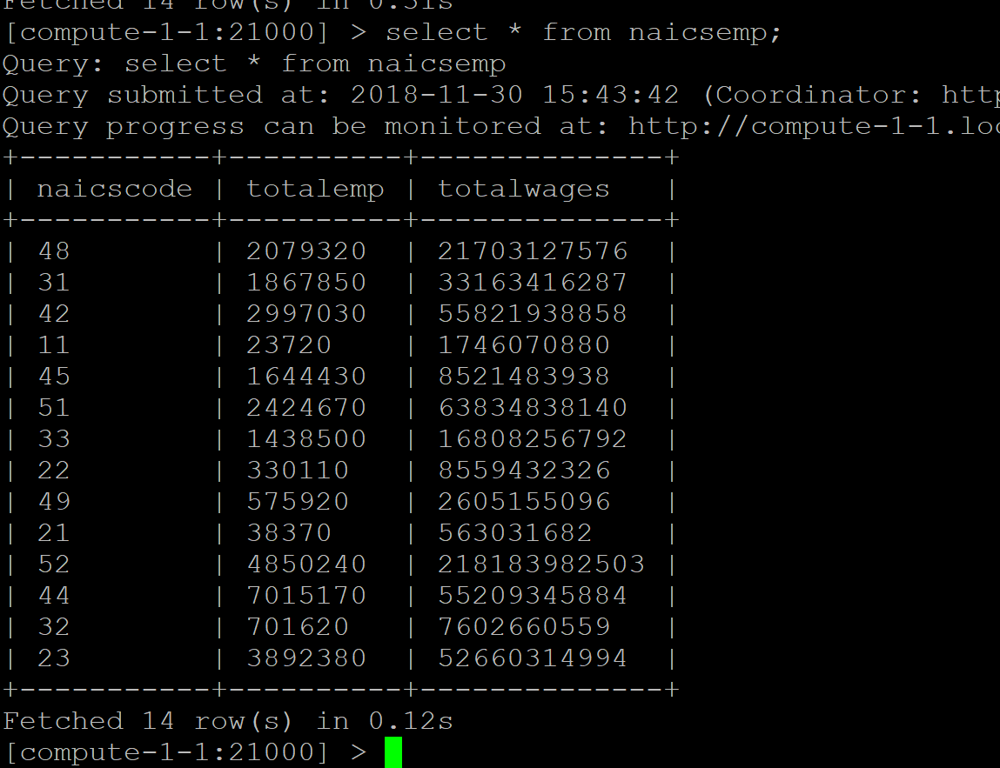 Fetched 14 row(s) in 0.51s
[compute-1-1:21000] > select * from naicsemp;
Query: select * from naicsemp
Query submitted at: 2018-11-30 15:43:42 (Coordinator: http
Query progress can be monitored at: http://compute-1-1.loc
+-----------+----------+--------------+
| naicscode | totalemp | totalwages   |
+-----------+----------+--------------+
| 48        | 2079320  | 21703127576  |
| 31        | 1867850  | 33163416287  |
| 42        | 2997030  | 55821938858  |
| 11        | 23720    | 1746070880   |
| 45        | 1644430  | 8521483938   |
| 51        | 2424670  | 63834838140  |
| 33        | 1438500  | 16808256792  |
| 22        | 330110   | 8559432326   |
| 49        | 575920   | 2605155096   |
| 21        | 38370    | 563031682    |
| 52        | 4850240  | 218183982503 |
| 44        | 7015170  | 55209345884  |
| 32        | 701620   | 7602660559   |
| 23        | 3892380  | 52660314994  |
+-----------+----------+--------------+
Fetched 14 row(s) in 0.12s
[compute-1-1:21000] >